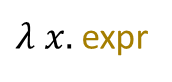 λ x. expr